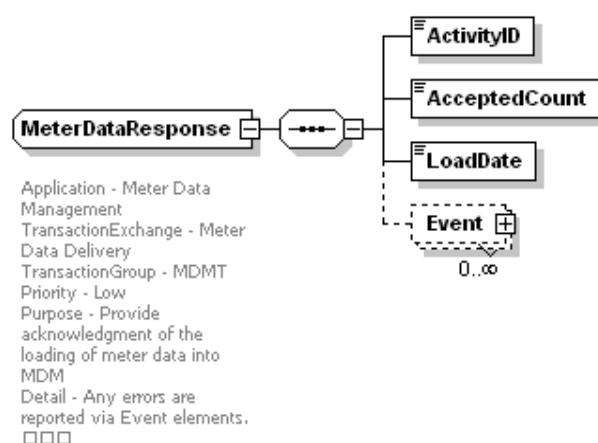 ActivityID
AcceptedCount
MeterDataResponse
LoadDate
Event
0..∞
Application - Meter Data
Management
TransactionExchange - Meter
Data Delivery
TransactionGroup - MDMT
Priority - Low
Purpose - Provide
acknowledgment of the
loading of meter data into
MDM
Detail - Any errors are
reported via Event elements.
□□□